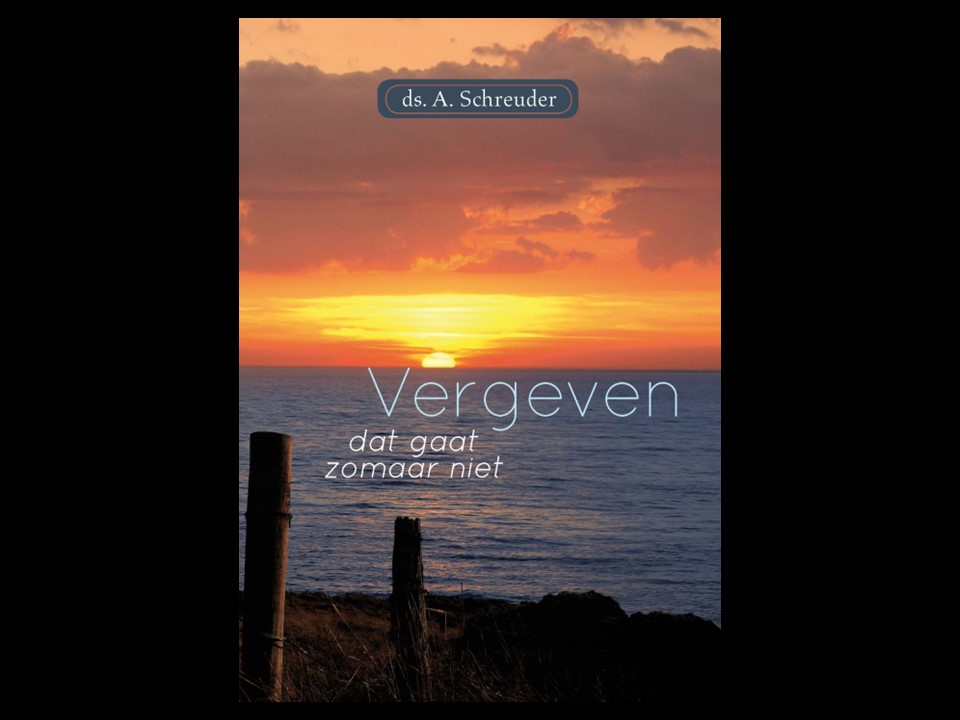 ds. A. Schreuder
Vergeven
dat gaat
zomaar niet